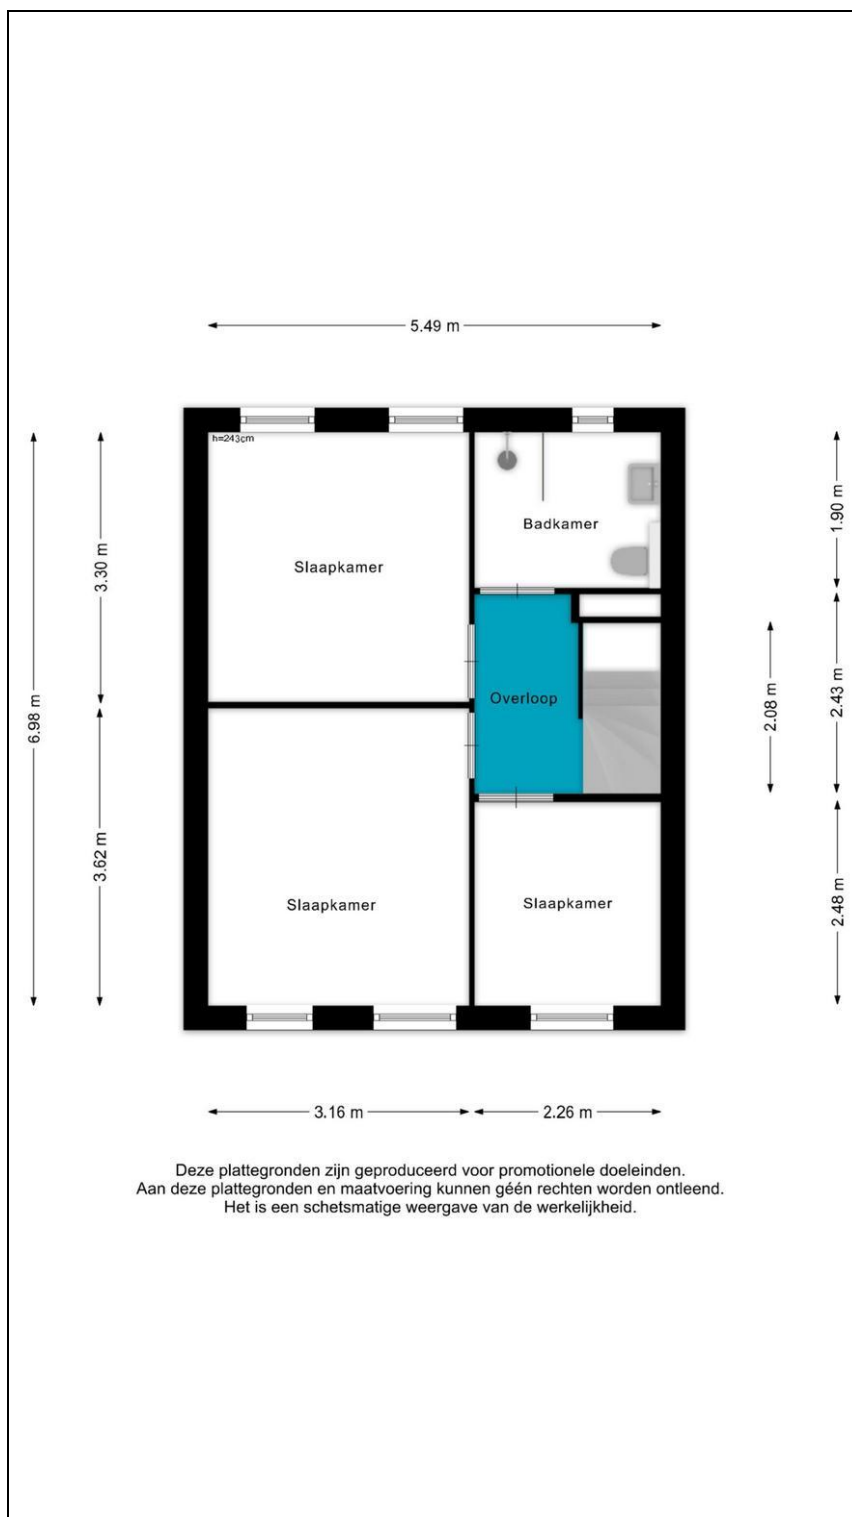 5.49 m
h=243cm
1.90 m
Badkamer
3.30 m
Slaapkamer
6.98 m
Overloop
2.08 m
2.43 m
3.62 m
Slaapkamer
Slaapkamer
2.48 m
3.16 m
2.26 m
Deze plattegronden zijn geproduceerd voor promotionele doeleinden.
Aan deze plattegronden en maatvoering kunnen géén rechten worden ontleend.
Het is een schetsmatige weergave van de werkelijkheid.